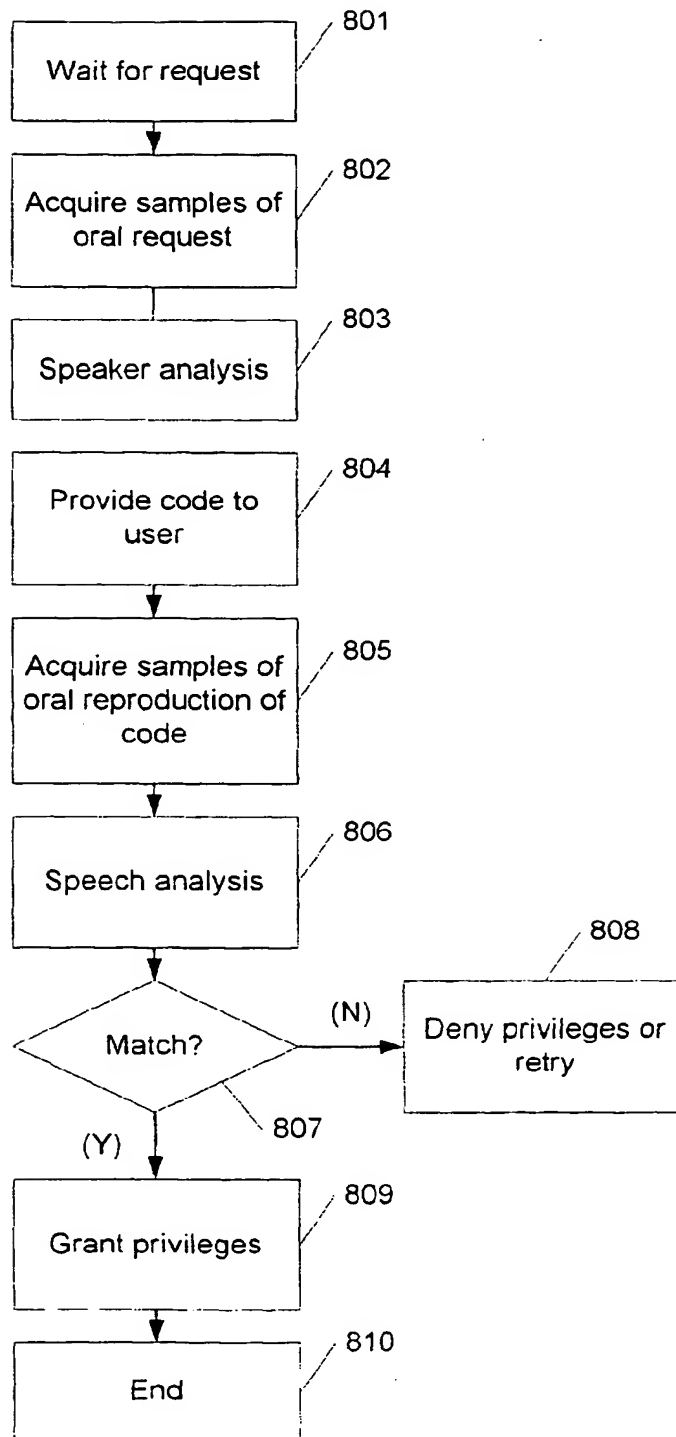 801
Wait for request
802
Acquire samples of
oral request
803
Speaker analysis
804
Provide code to
user
805
Acquire samples of
oral reproduction of
code
806
Speech analysis
808
(N)
Deny privileges or
retry
Match?
807
(Y)
809
Grant privileges
810
End